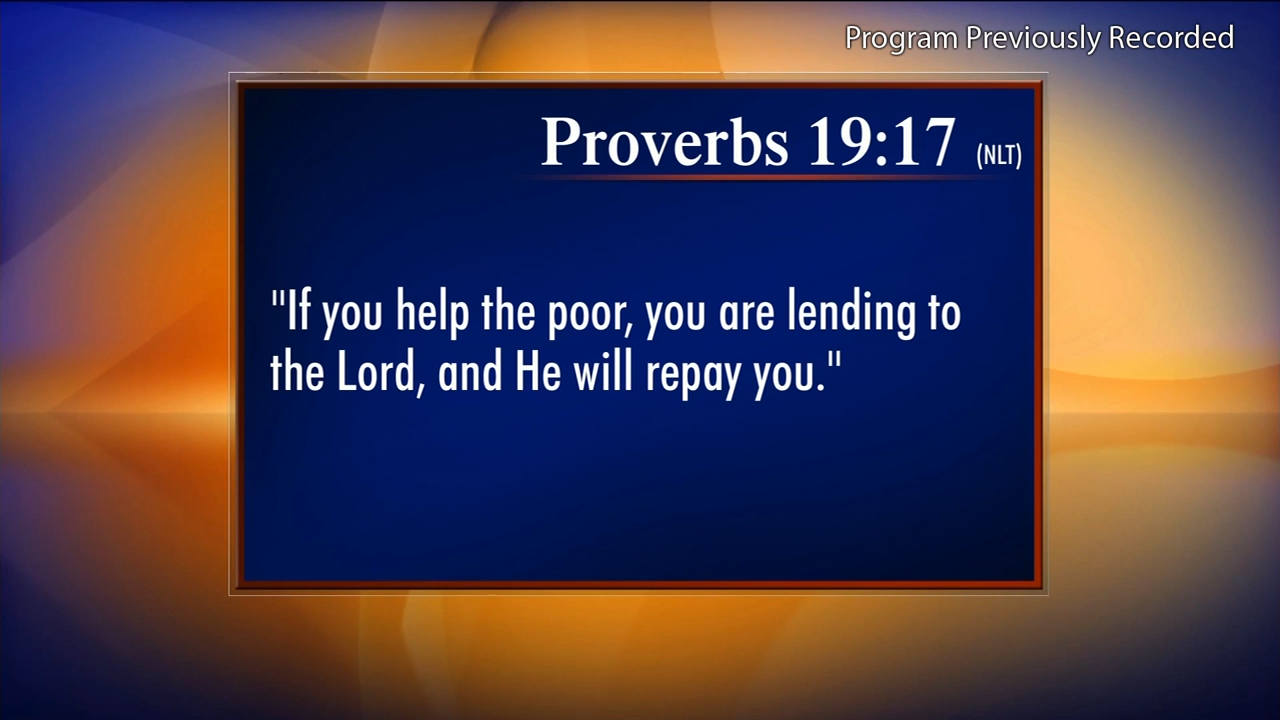 Program Previously Recorded
Proverbs 19:17 (NLT)
"If you help the poor, you are lending to
the Lord, and He will repay you."